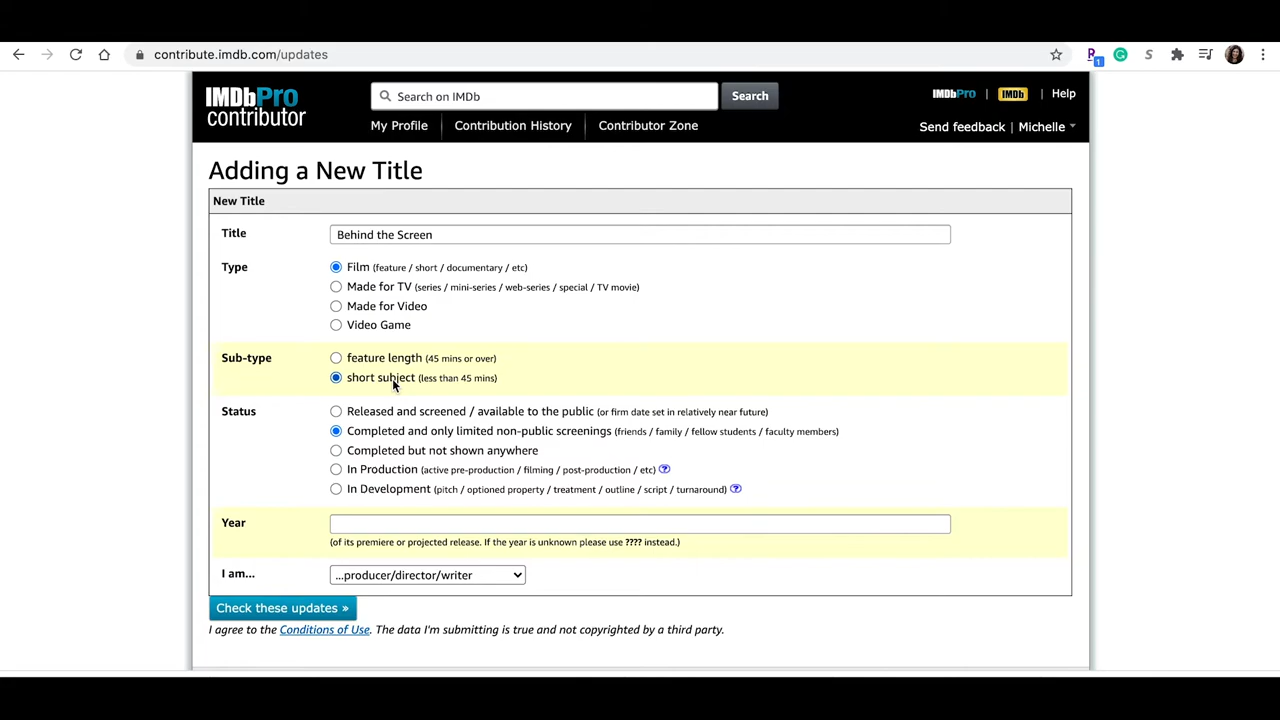 contribute.imdb.com/updates
R
1
S
IMDbPro
contributor
Search on IMDb
Search
IMDbPro | IMDb | Help
My Profile
Contribution History
Contributor Zone
Send feedback | Michelle
Adding a New Title
New Title
Title
Behind the Screen
Type
Film (feature / short / documentary / etc)
Made for TV (series / mini-series / web-series / special / TV movie)
Made for Video
Video Game
Sub-type
feature length (45 mins or over)
short subject (less than 45 mins)
Status
Released and screened / available to the public (or firm date set in relatively near future)
Completed and only limited non-public screenings (friends / family / fellow students / faculty members)
Completed but not shown anywhere
In Production (active pre-production / filming / post-production / etc) ?
In Development (pitch / optioned property / treatment / outline / script / turnaround) ?
Year
(of its premiere or projected release. If the year is unknown please use ???? instead.)
I am...
...producer/director/writer
Check these updates »
I agree to the Conditions of Use. The data I'm submitting is true and not copyrighted by a third party.